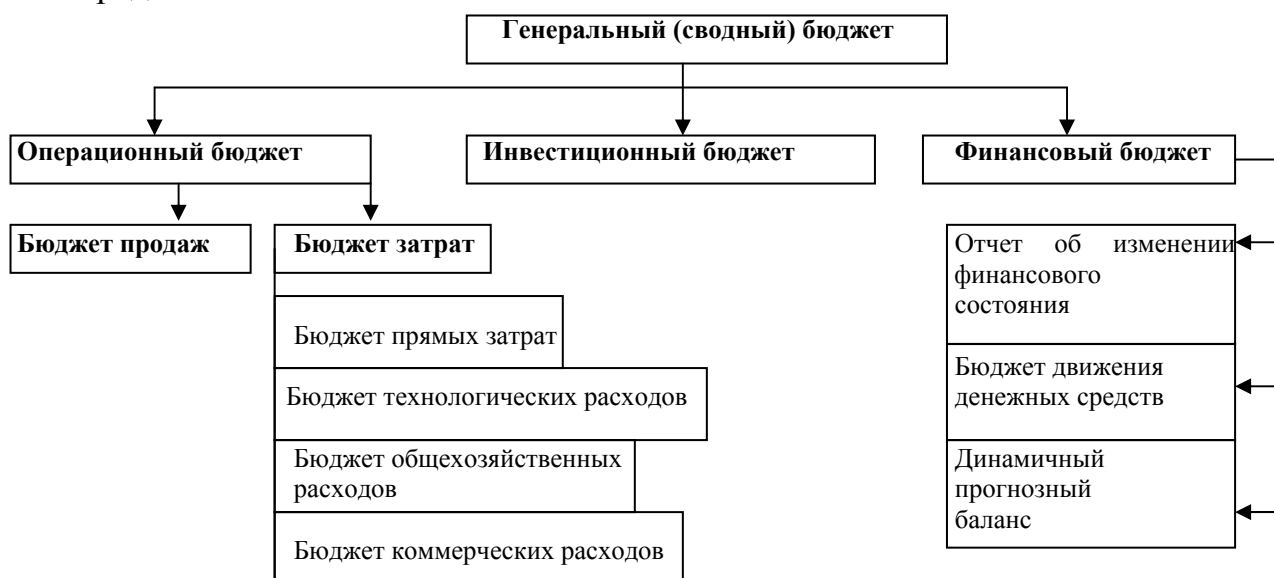 Генеральный (сводный) бюджет
Операционный бюджет
Инвестиционный бюджет
Финансовый бюджет
Бюджет продаж
Бюджет затрат
Бюджет прямых затрат
Бюджет технологических расходов
Бюджет общехозяйственных
расходов
Бюджет коммерческих расходов
Отчет об изменении
финансового
состояния
Бюджет движения
денежных средств
Динамичный
прогнозный
баланс